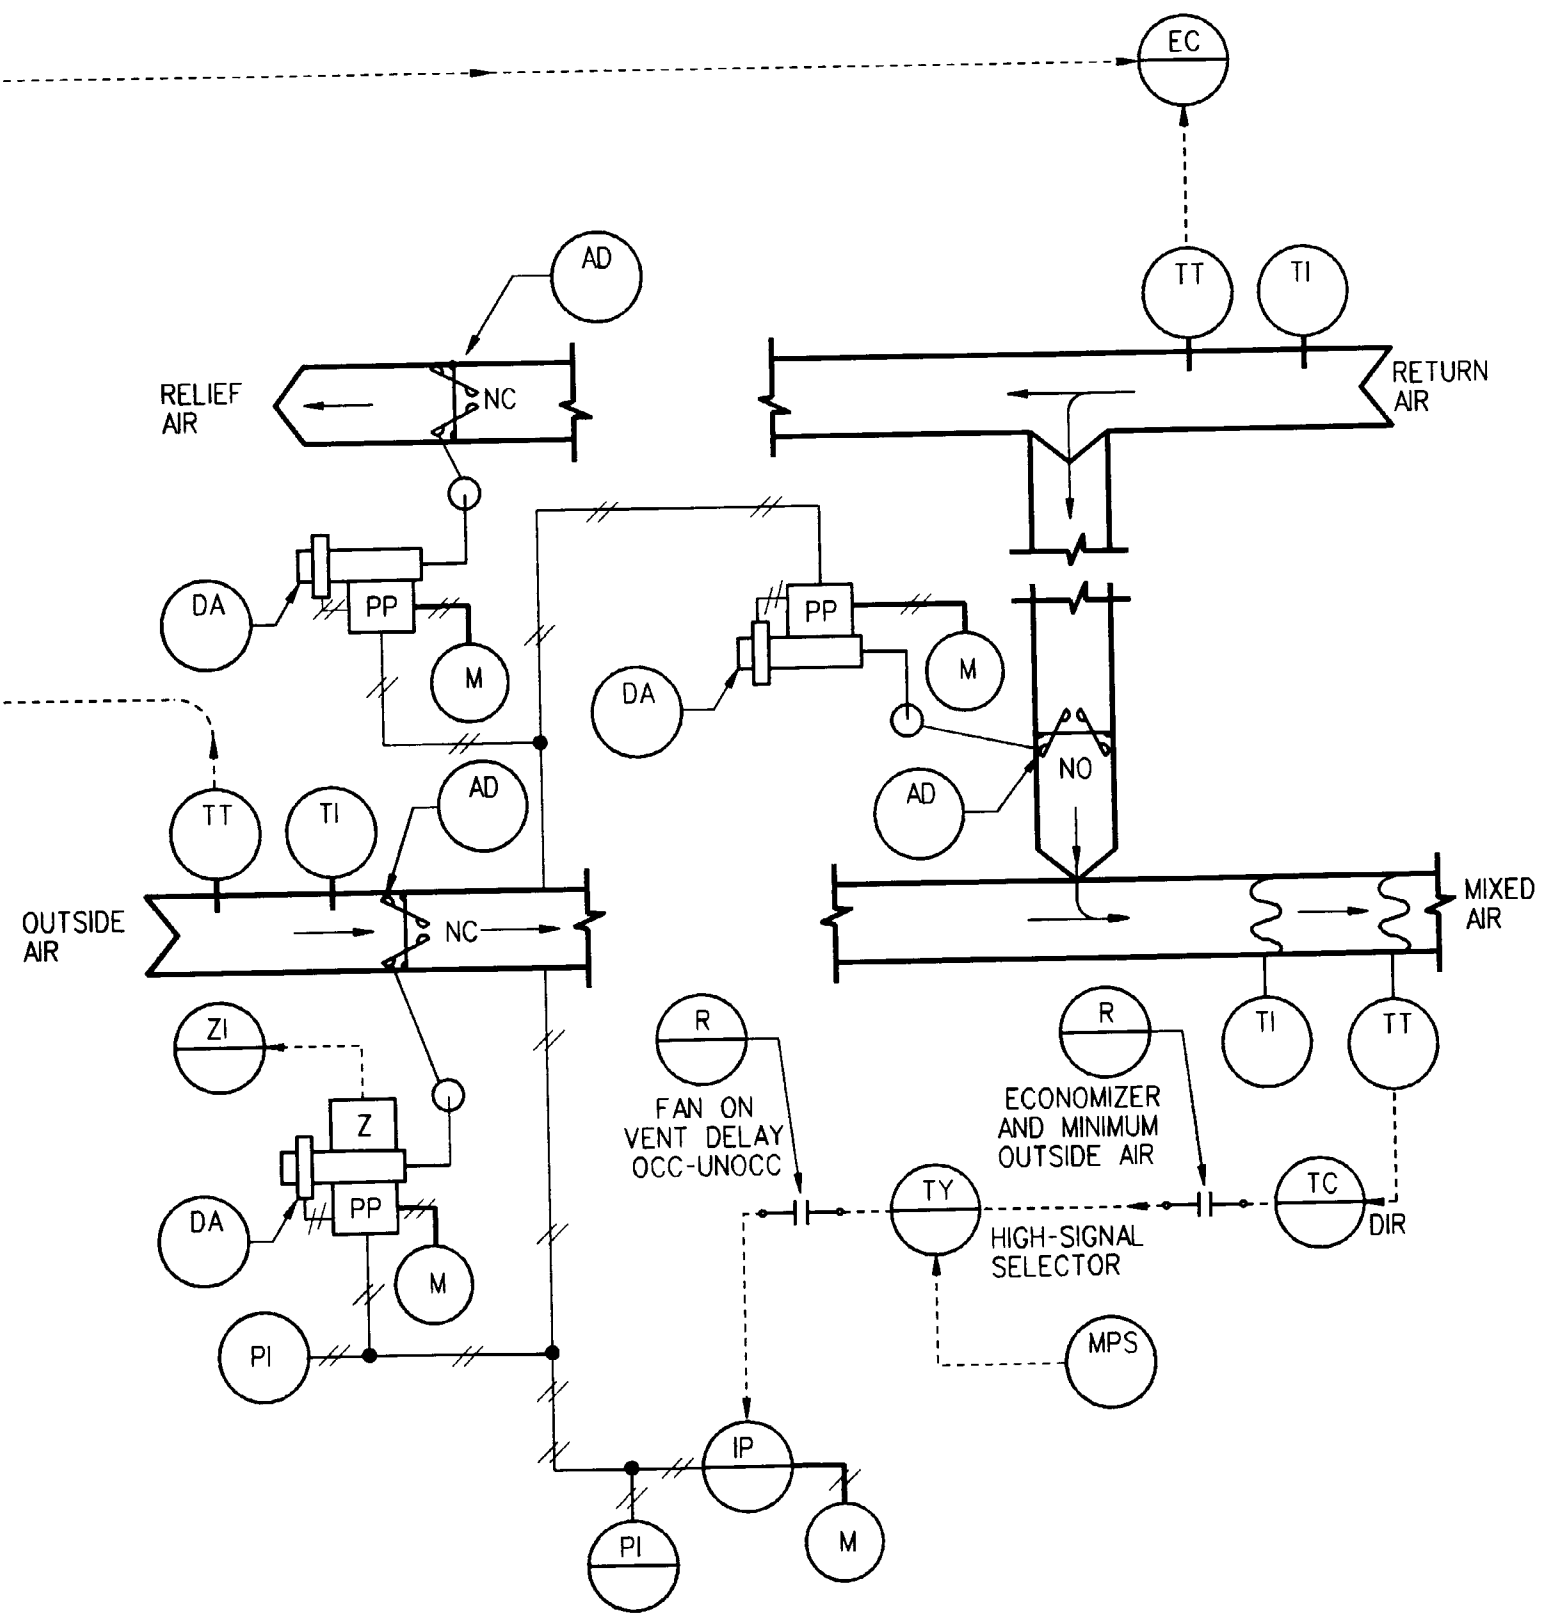 EC
AD
TT
TI
RELIEF
AIR
NC
RETURN
AIR
DA
PP
M
PP
DA
M
NO
AD
TT
TI
AD
OUTSIDE
AIR
NC
MIXED
AIR
ZI
R
R
TI
TT
FAN ON
VENT DELAY
OCC-UNOCC
ECONOMIZER
AND MINIMUM
OUTSIDE AIR
Z
DA
PP
M
TY
TC
DIR
HIGH-SIGNAL
SELECTOR
PI
MPS
IP
PI
M